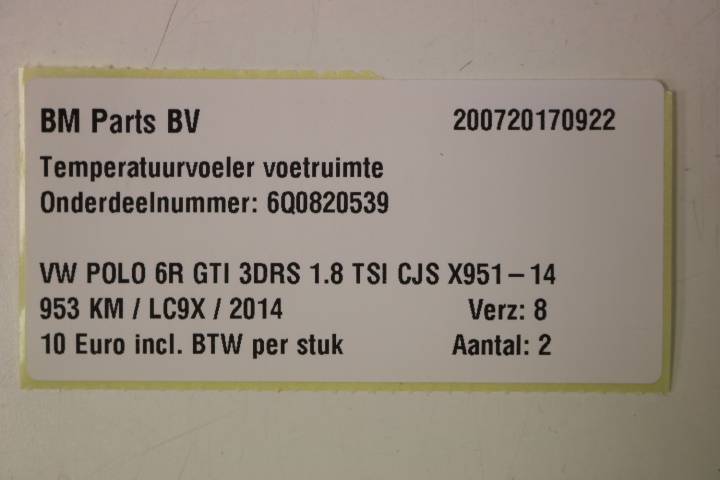 BM Parts BV 200720170922
Temperatuurvoeler voetruimte
Onderdeelnummer: 6Q0820539
VW POLO 6R GTI 3DRS 1.8 TSI CJS X951–14
953 KM / LC9X / 2014 Verz: 8
10 Euro incl. BTW per stuk Aantal: 2